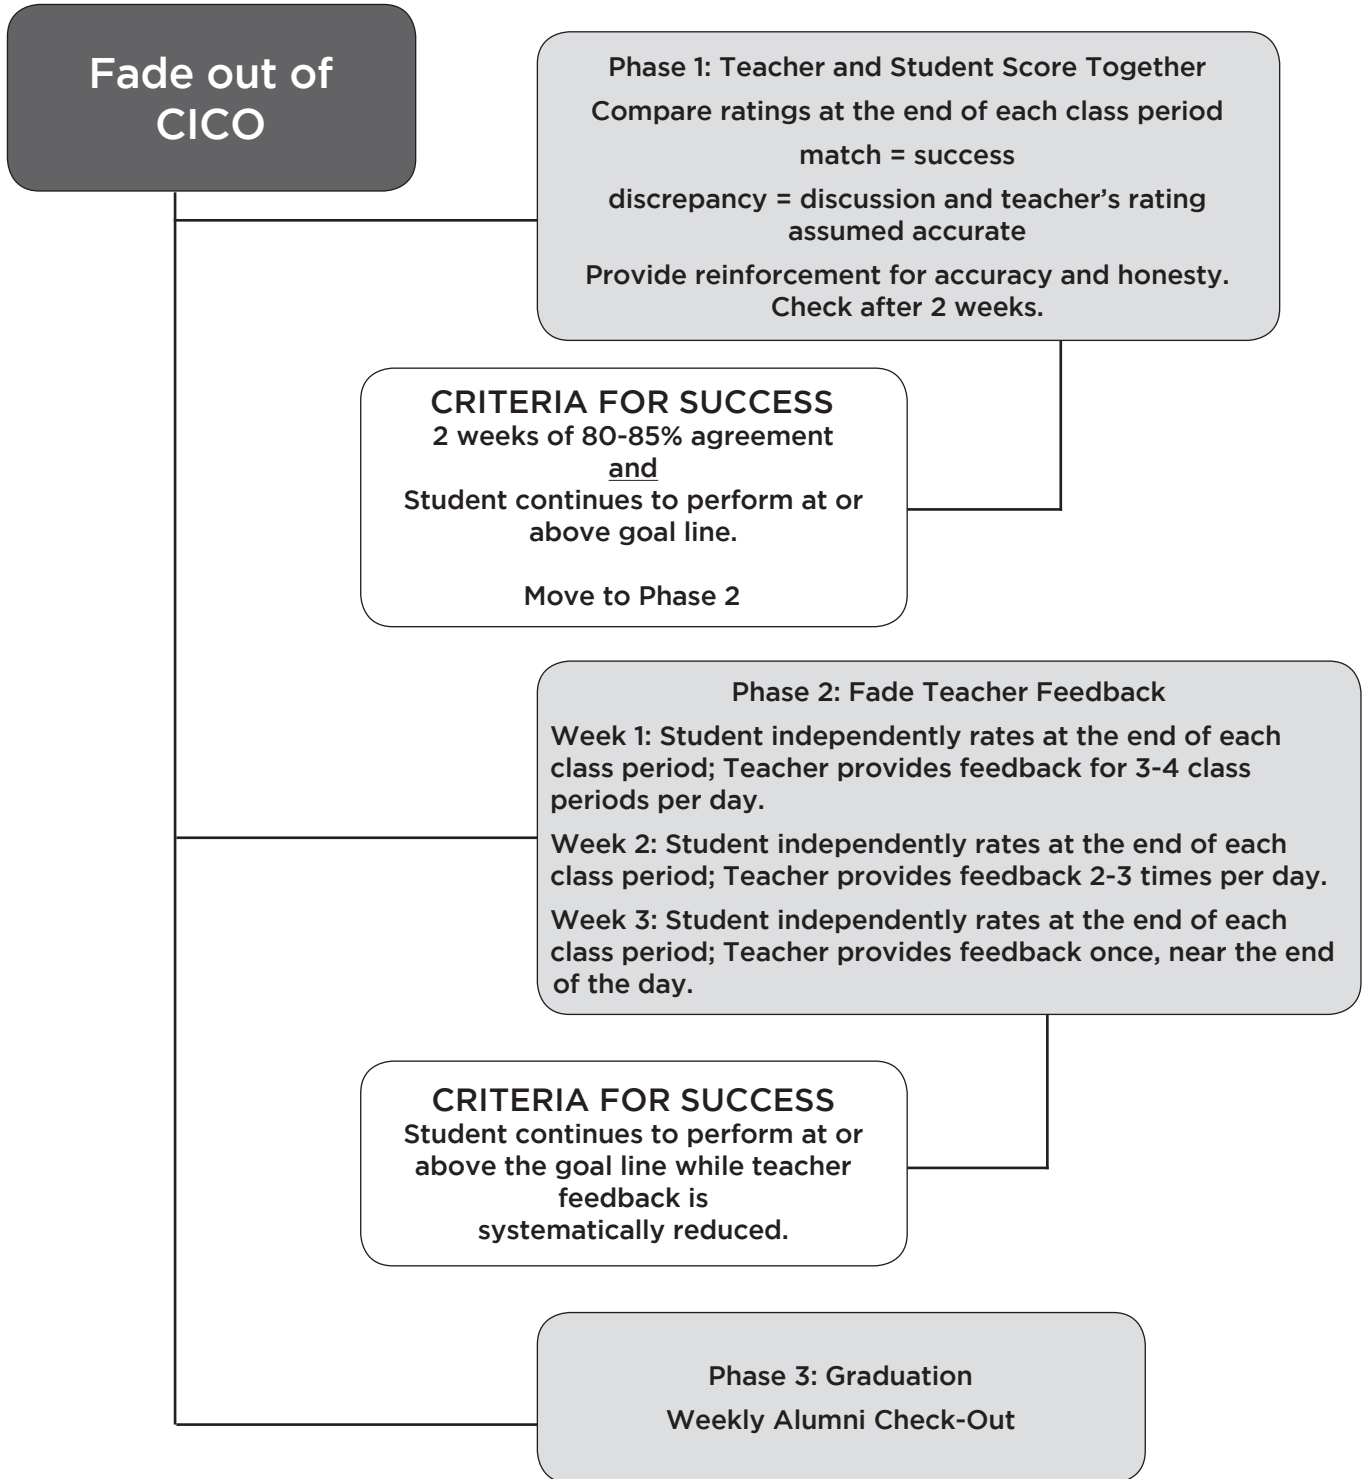 Fade out of
CICO
Phase 1: Teacher and Student Score Together
Compare ratings at the end of each class period
match = success
discrepancy = discussion and teacher’s rating
assumed accurate
Provide reinforcement for accuracy and honesty.
Check after 2 weeks.
CRITERIA FOR SUCCESS
2 weeks of 80-85% agreement
and
Student continues to perform at or
above goal line.
Move to Phase 2
Phase 2: Fade Teacher Feedback
Week 1: Student independently rates at the end of each
class period; Teacher provides feedback for 3-4 class
periods per day.
Week 2: Student independently rates at the end of each
class period; Teacher provides feedback 2-3 times per day.
Week 3: Student independently rates at the end of each
class period; Teacher provides feedback once, near the end
of the day.
CRITERIA FOR SUCCESS
Student continues to perform at or
above the goal line while teacher
feedback is
systematically reduced.
Phase 3: Graduation
Weekly Alumni Check-Out